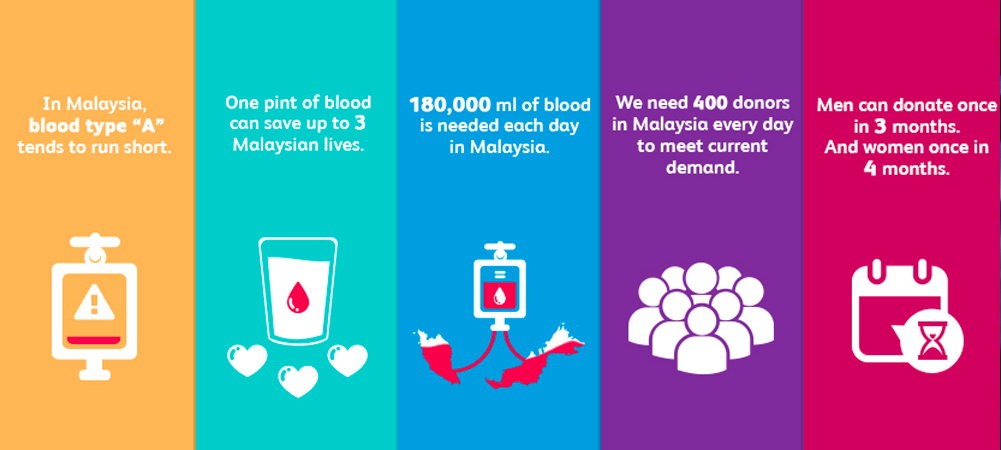 In Malaysia,
blood type “A”
tends to run short.
One pint of blood
can save up to 3
Malaysian lives.
180,000 ml of blood
is needed each day
in Malaysia.
We need 400 donors
in Malaysia every day
to meet current
demand.
Men can donate once
in 3 months.
And women once in
4 months.